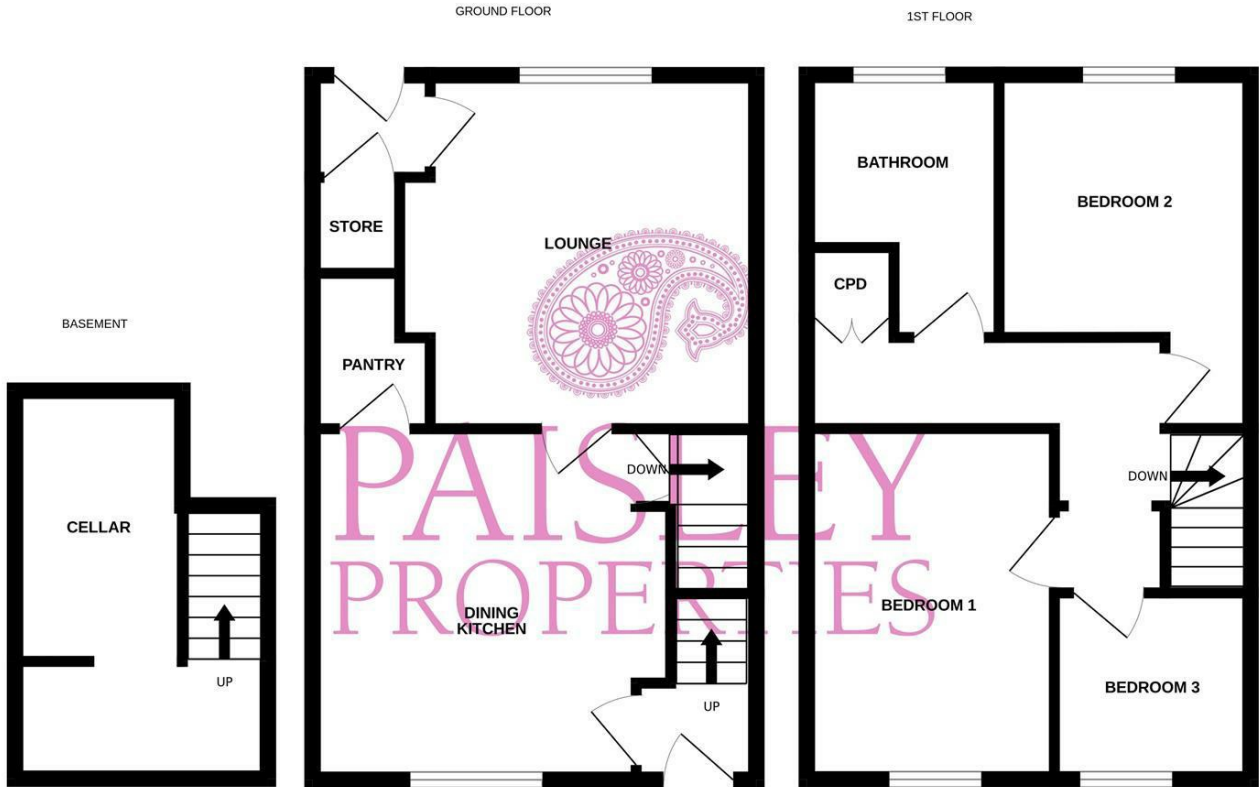 GROUND FLOOR
1ST FLOOR
BASEMENT
CELLAR
UP
STORE
PANTRY
LOUNGE
DOWN
DINING
KITCHEN
UP
BATHROOM
BEDROOM 2
CPD
DOWN
BEDROOM 1
BEDROOM 3
PAISLEY
PROPERTIES